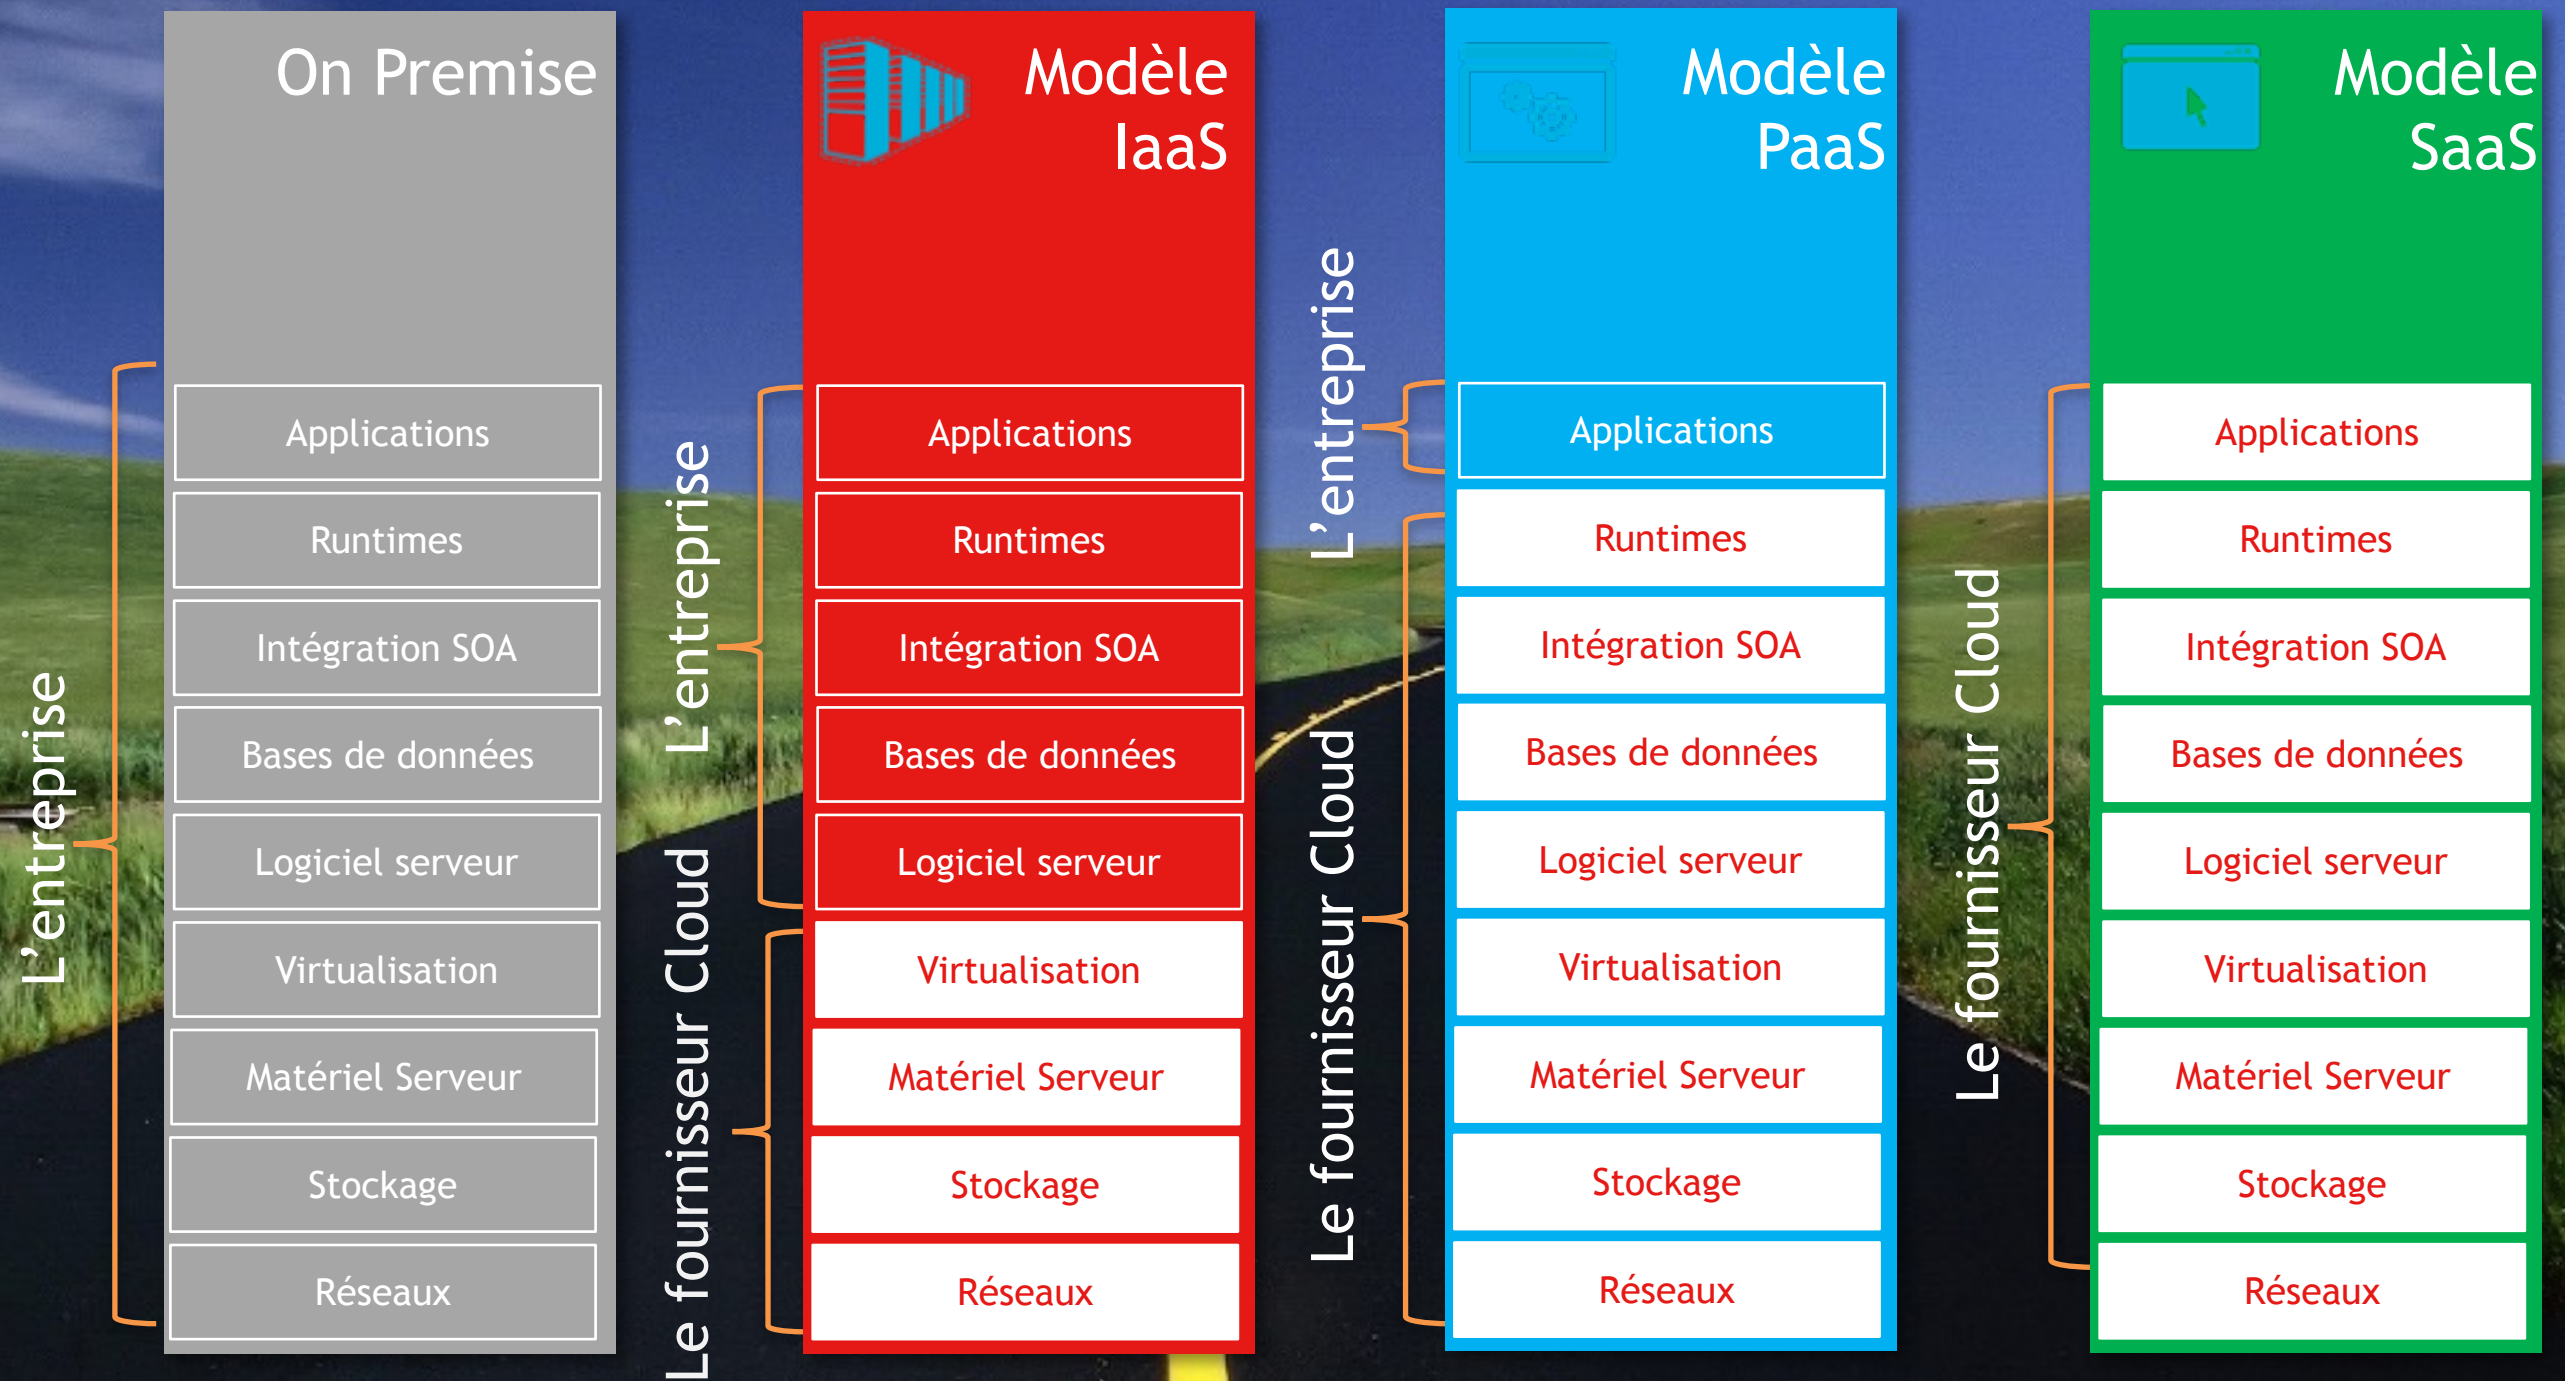 On Premise
L'entreprise
Applications
Runtimes
Intégration SOA
Bases de données
Logiciel serveur
Virtualisation
Matériel Serveur
Stockage
Réseaux
Modèle
IaaS
L'entreprise
Le fournisseur Cloud
Applications
Runtimes
Intégration SOA
Bases de données
Logiciel serveur
Virtualisation
Matériel Serveur
Stockage
Réseaux
Modèle
PaaS
L'entreprise
Le fournisseur Cloud
Applications
Runtimes
Intégration SOA
Bases de données
Logiciel serveur
Virtualisation
Matériel Serveur
Stockage
Réseaux
Modèle
SaaS
Le fournisseur Cloud
Applications
Runtimes
Intégration SOA
Bases de données
Logiciel serveur
Virtualisation
Matériel Serveur
Stockage
Réseaux